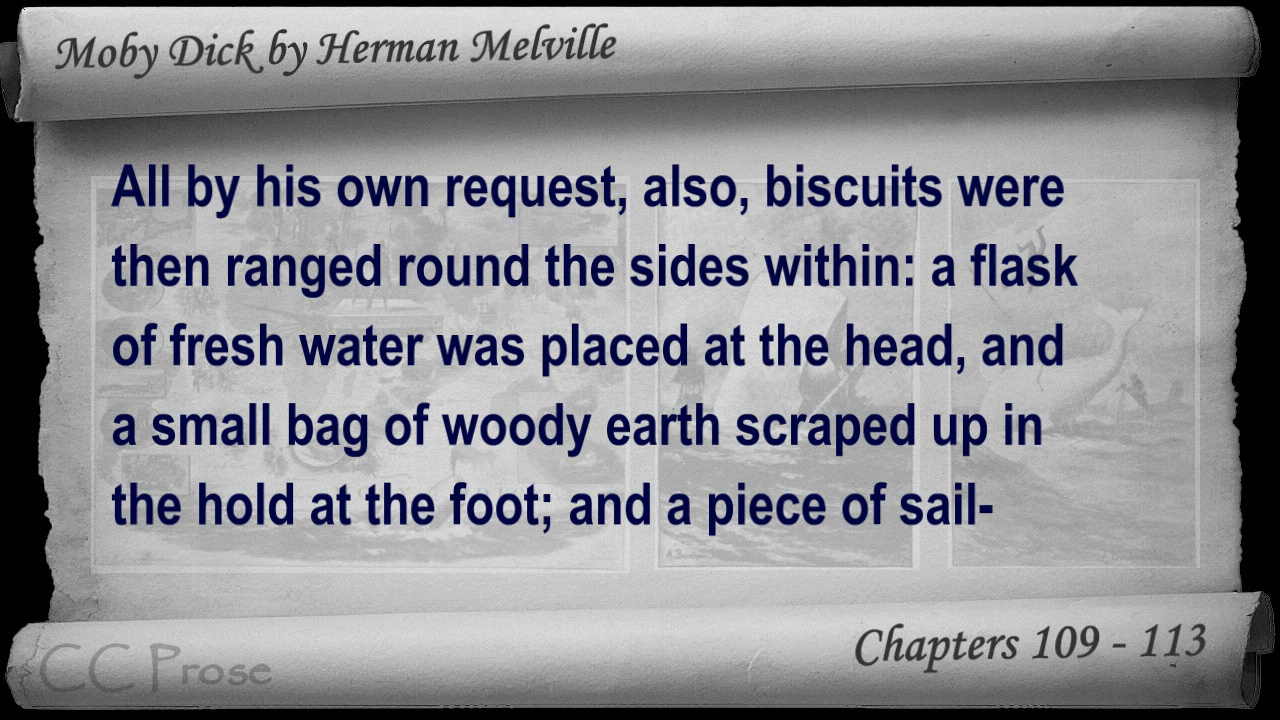 Moby Dick by Herman Melville
All by his own request, also, biscuits were
then ranged round the sides within: a flask
of fresh water was placed at the head, and
a small bag of woody earth scraped up in
the hold at the foot; and a piece of sail-
Chapters 109 - 113
CC Prose